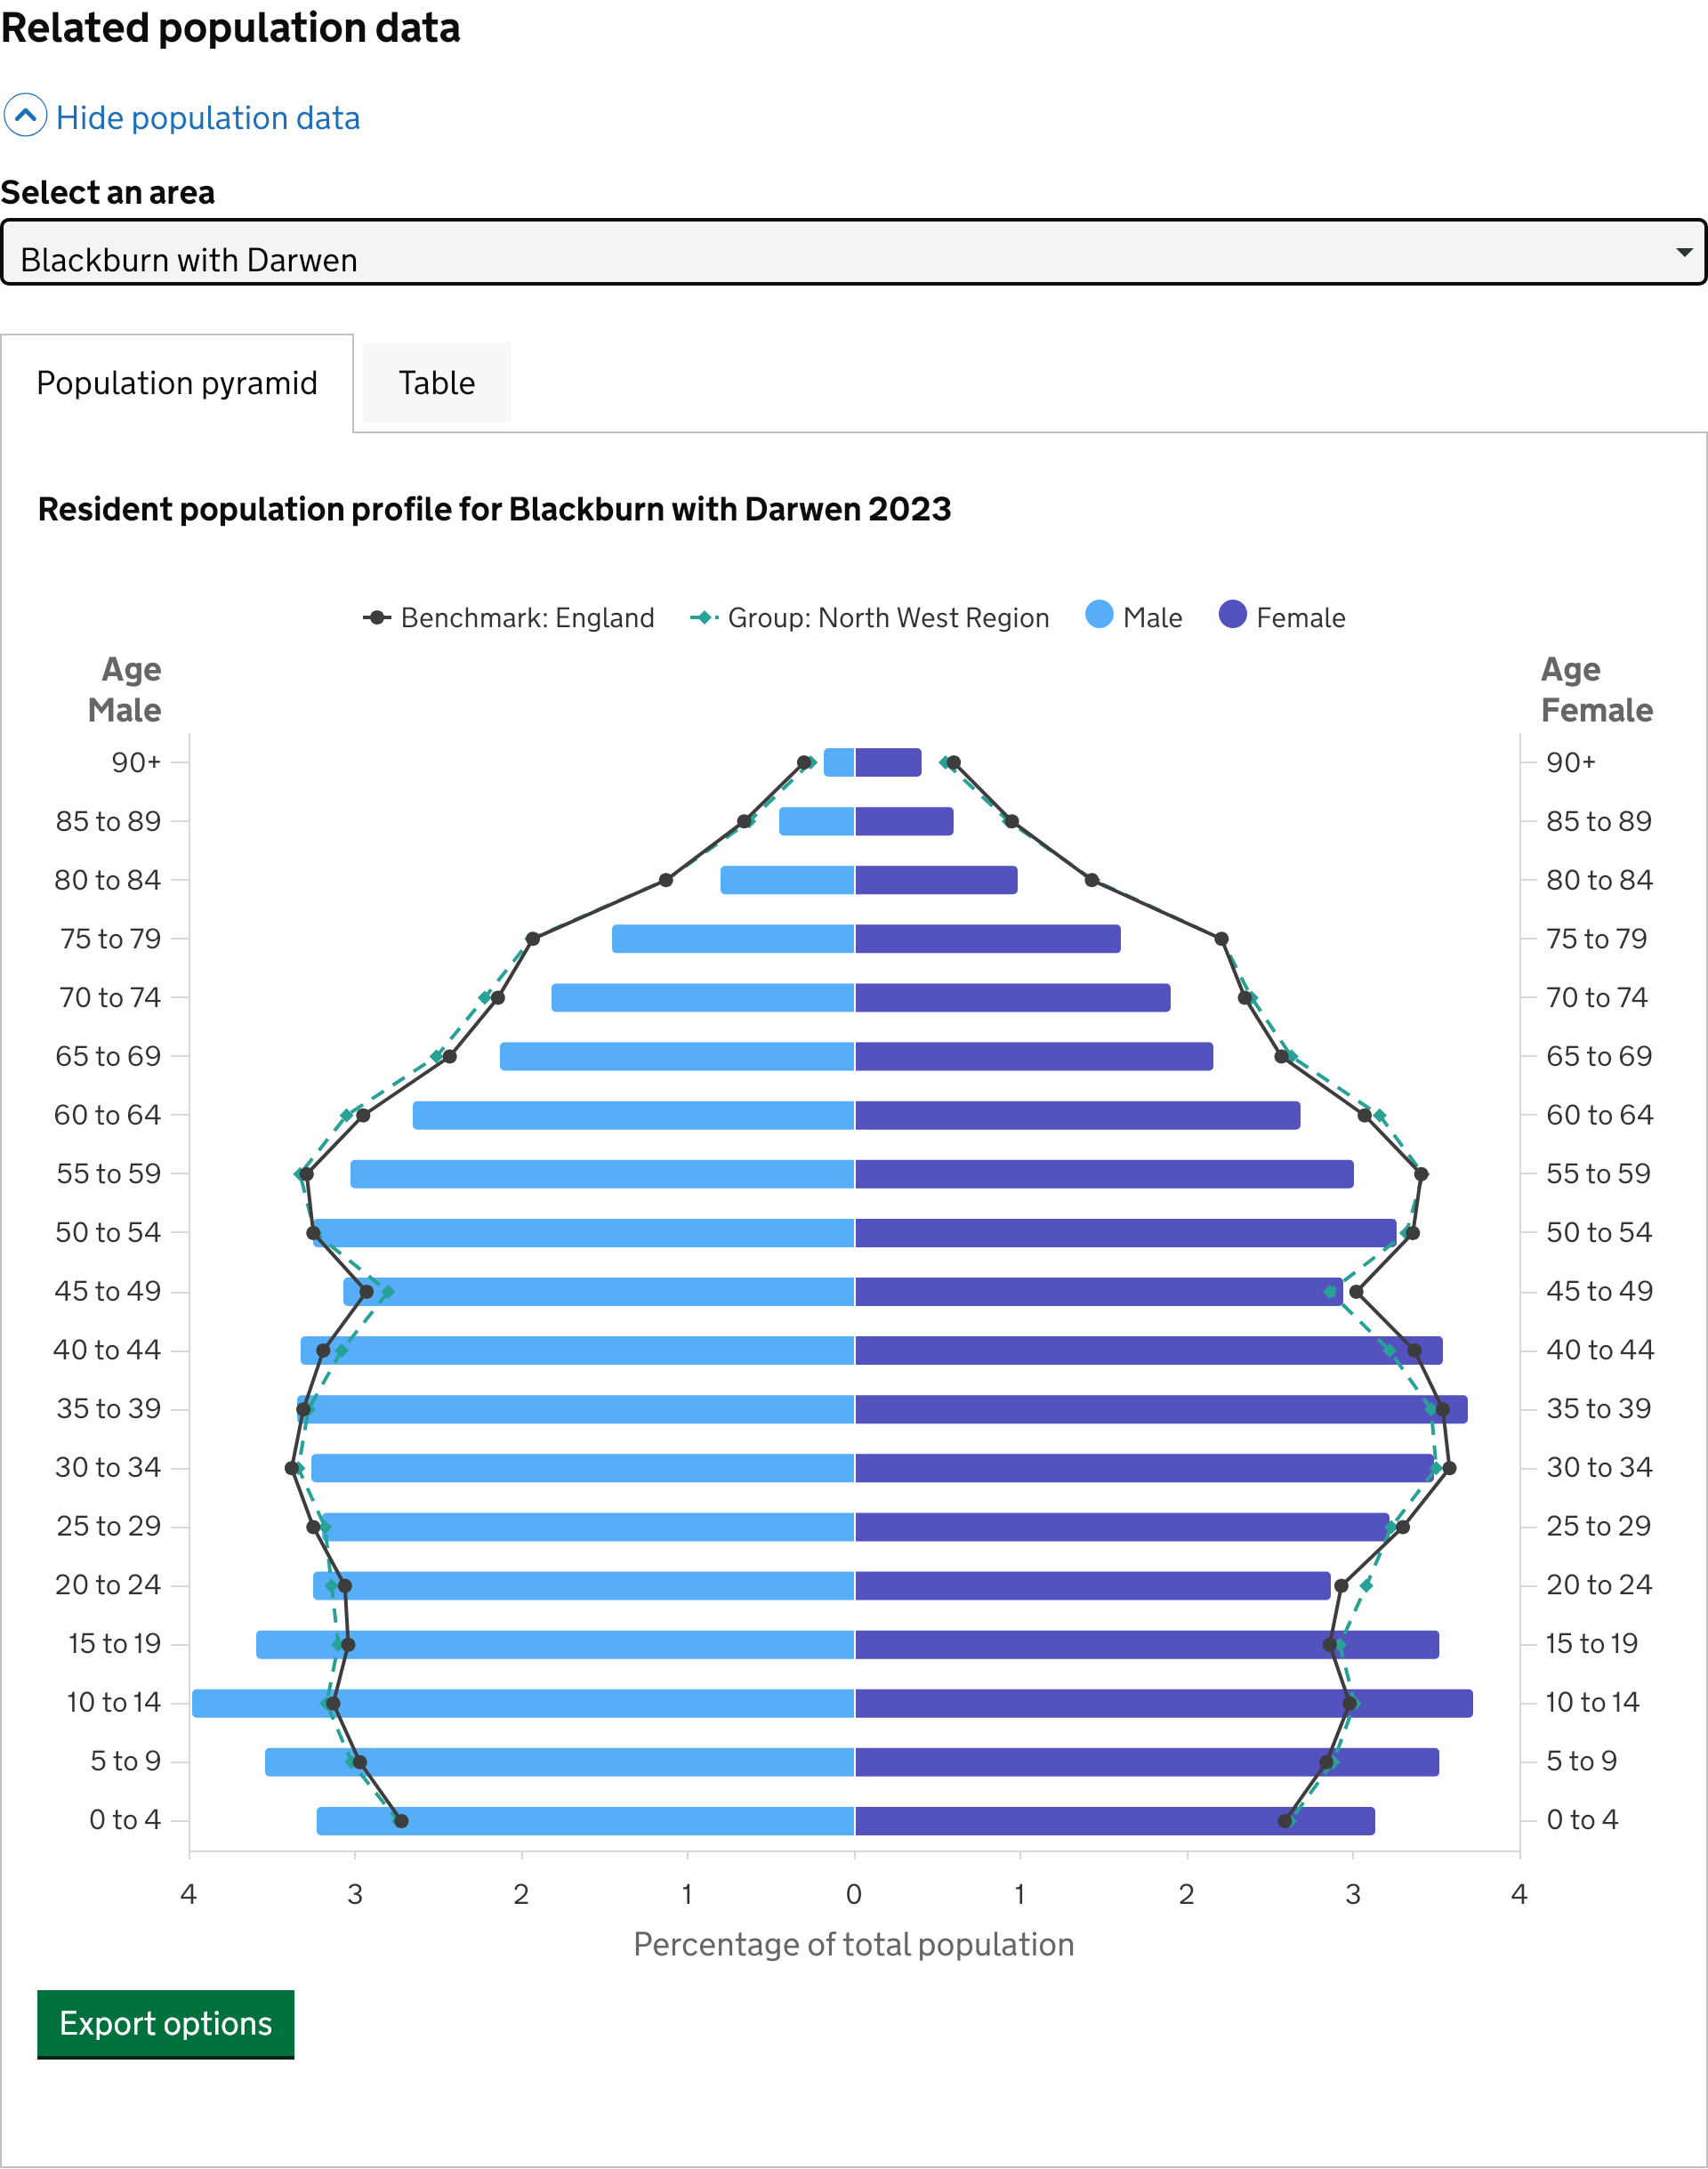 Related population data
Hide population data
Select an area
Blackburn with Darwen
Population pyramid
Table
Resident population profile for Blackburn with Darwen 2023
Benchmark: England
Group: North West Region
Male
Female
Age
Male
Age
Female
90+ 90+
85 to 89 85 to 89
80 to 84 80 to 84
75 to 79 75 to 79
70 to 74 70 to 74
65 to 69 65 to 69
60 to 64 60 to 64
55 to 59 55 to 59
50 to 54 50 to 54
45 to 49 45 to 49
40 to 44 40 to 44
35 to 39 35 to 39
30 to 34 30 to 34
25 to 29 25 to 29
20 to 24 20 to 24
15 to 19 15 to 19
10 to 14 10 to 14
5 to 9 5 to 9
0 to 4 0 to 4
4 3 2 1 0 1 2 3 4
Percentage of total population
Export options